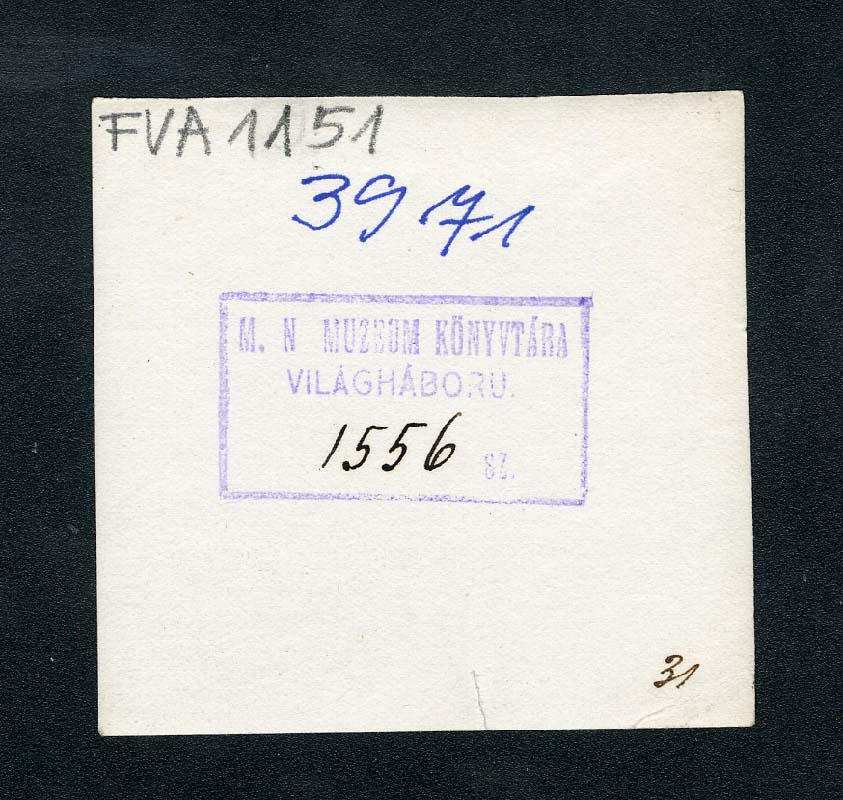 FVA 1151
3971
M. N MUZEUM KÖNYVTÁRA
VILÁGHÁBORU.
1556 SZ.
31